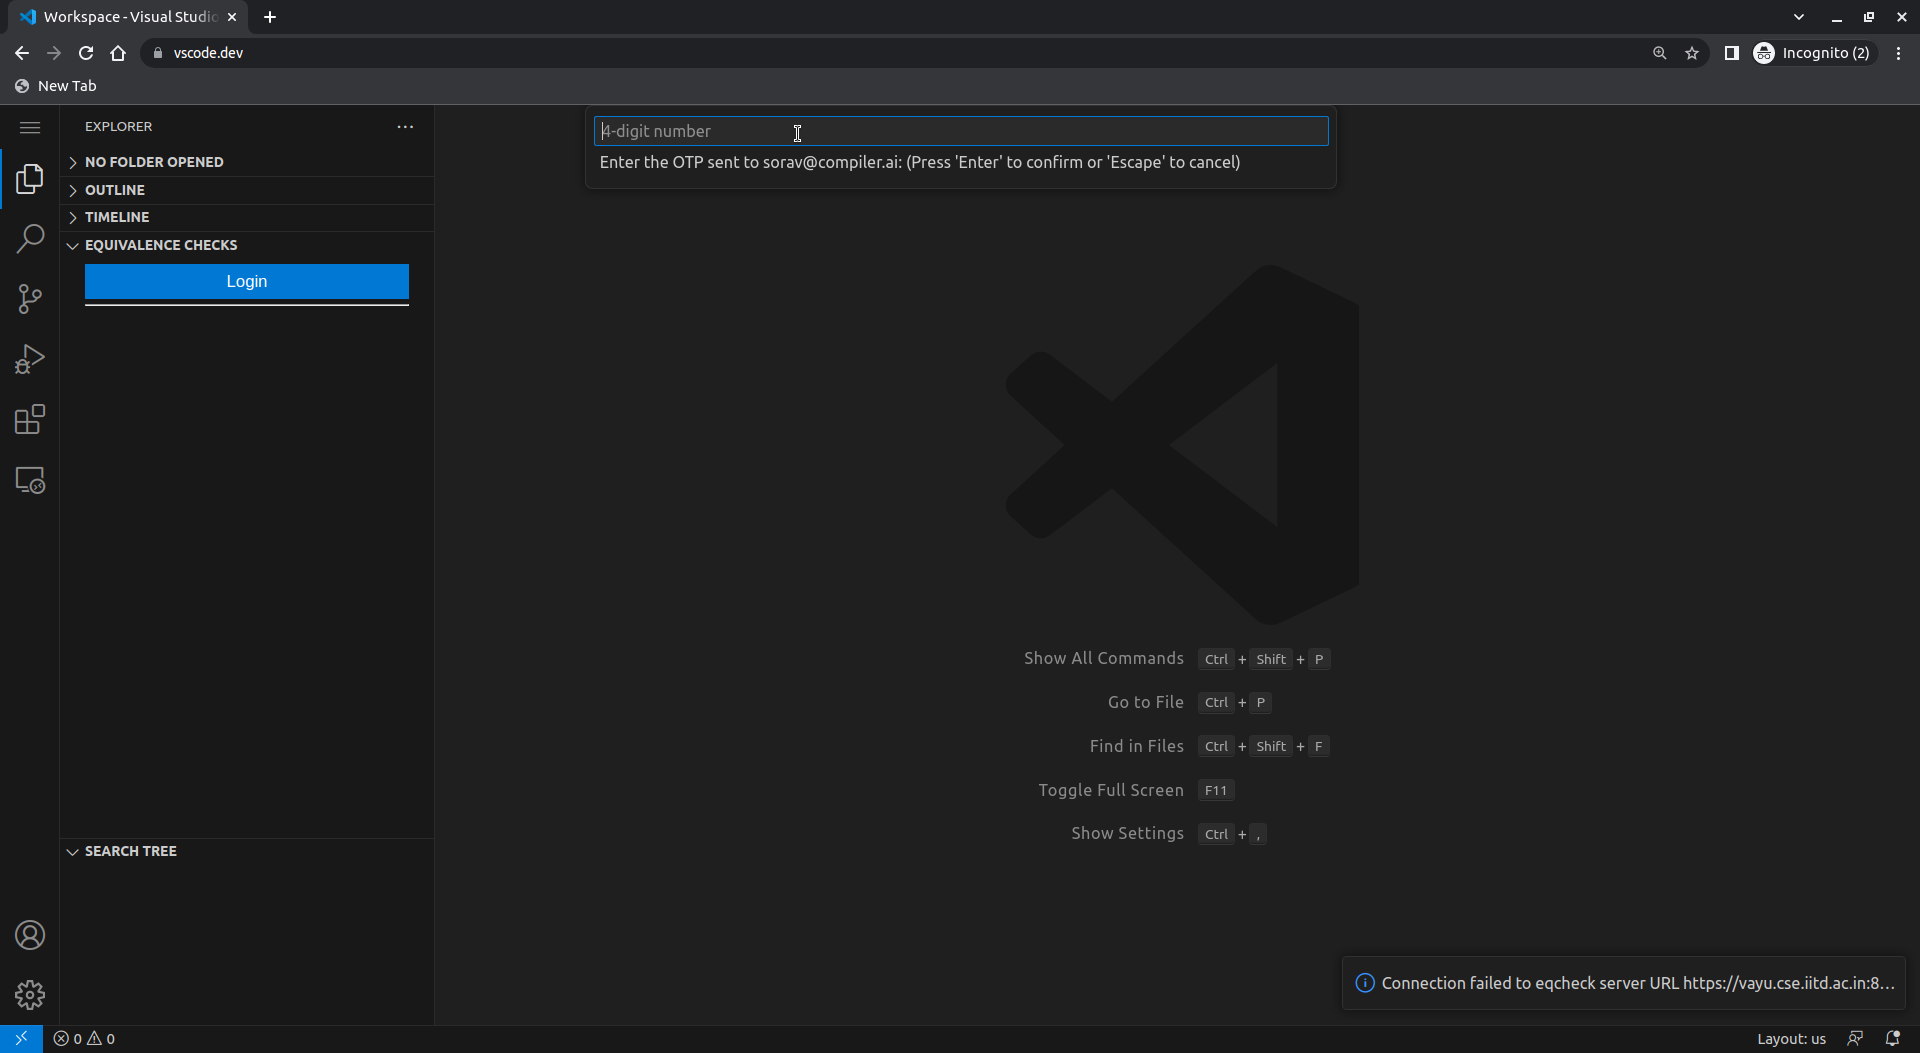 Workspace - Visual Studio
vscode.dev
Incognito (2)
New Tab
EXPLORER
NO FOLDER OPENED
OUTLINE
TIMELINE
EQUIVALENCE CHECKS
Login
SEARCH TREE
4-digit number
Enter the OTP sent to sorav@compiler.ai: (Press 'Enter' to confirm or 'Escape' to cancel)
Show All Commands Ctrl + Shift + P
Go to File Ctrl + P
Find in Files Ctrl + Shift + F
Toggle Full Screen F11
Show Settings Ctrl + ,
Connection failed to eqcheck server URL https://vayu.cse.iitd.ac.in:8...
0 0
Layout: us